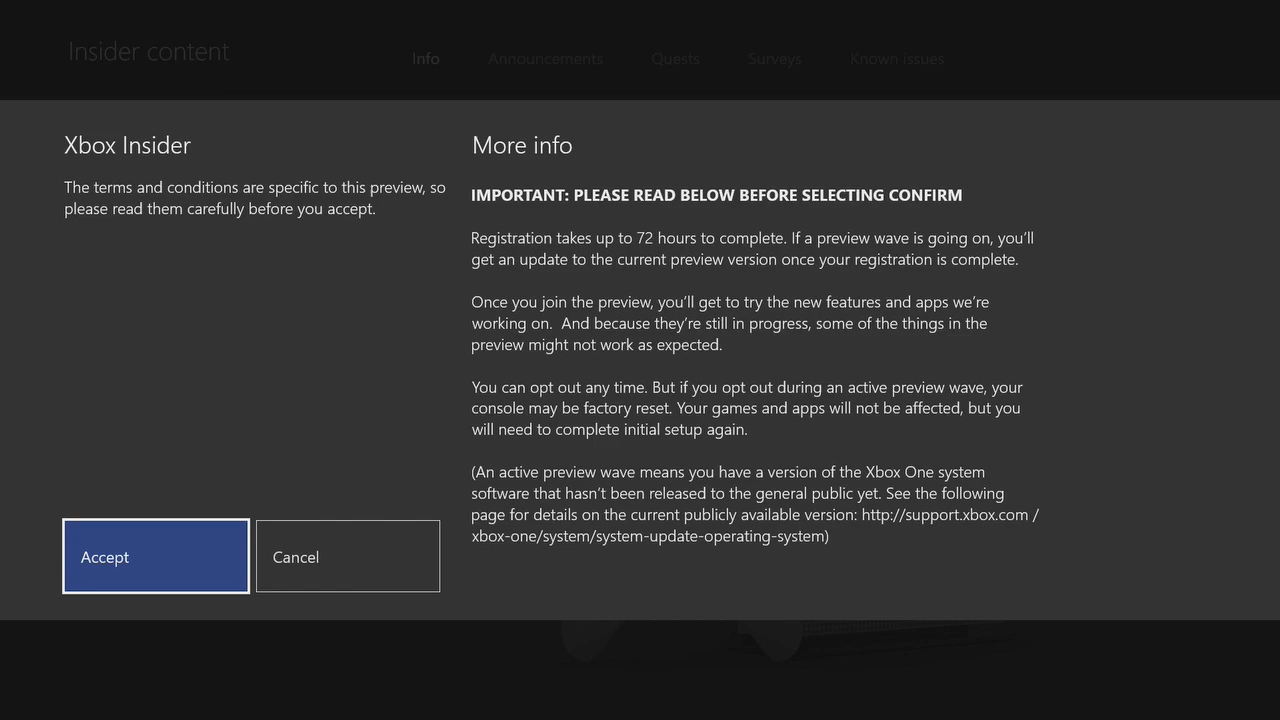 Insider content
Info
Announcements
Quests
Surveys
Known issues
Xbox Insider
The terms and conditions are specific to this preview, so
please read them carefully before you accept.
Accept
Cancel
More info
IMPORTANT: PLEASE READ BELOW BEFORE SELECTING CONFIRM
Registration takes up to 72 hours to complete. If a preview wave is going on, you’ll
get an update to the current preview version once your registration is complete.
Once you join the preview, you’ll get to try the new features and apps we’re
working on.  And because they’re still in progress, some of the things in the
preview might not work as expected.
You can opt out any time. But if you opt out during an active preview wave, your
console may be factory reset. Your games and apps will not be affected, but you
will need to complete initial setup again.
(An active preview wave means you have a version of the Xbox One system
software that hasn’t been released to the general public yet. See the following
page for details on the current publicly available version: http://support.xbox.com /
xbox-one/system/system-update-operating-system)